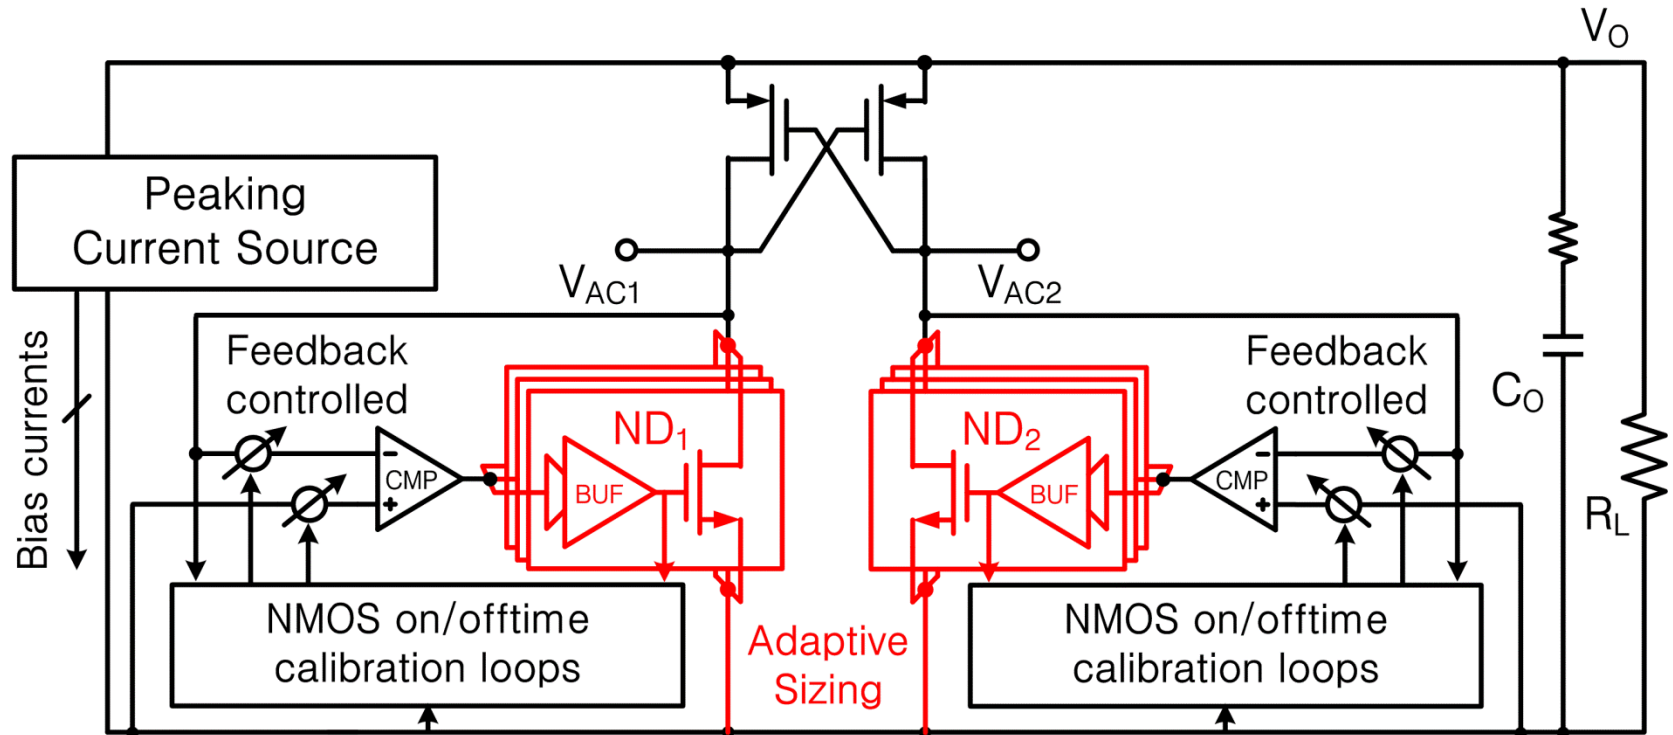 V_O
Peaking
Current Source
V_AC1
V_AC2
Bias currents
Feedback
controlled
Feedback
controlled
C_O
R_L
ND_1
ND_2
-
CMP
+
BUF
BUF
-
CMP
+
NMOS on/offtime
calibration loops
Adaptive
Sizing
NMOS on/offtime
calibration loops